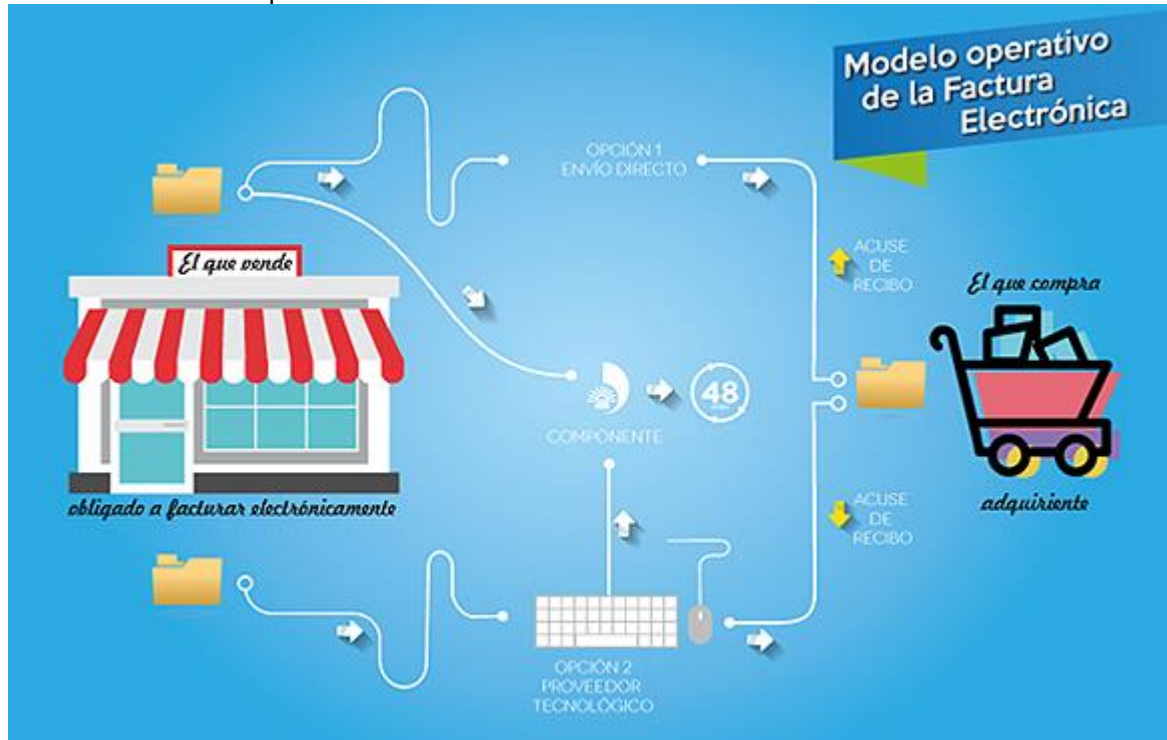 Modelo operativo
de la Factura
Electrónica
OPCIÓN 1
ENVÍO DIRECTO
El que vende
obligado a facturar electrónicamente
ACUSE
DE
RECIBO
El que compra
adquiriente
48
COMPONENTE
ACUSE
DE
RECIBO
OPCIÓN 2
PROVEEDOR
TECNOLÓGICO